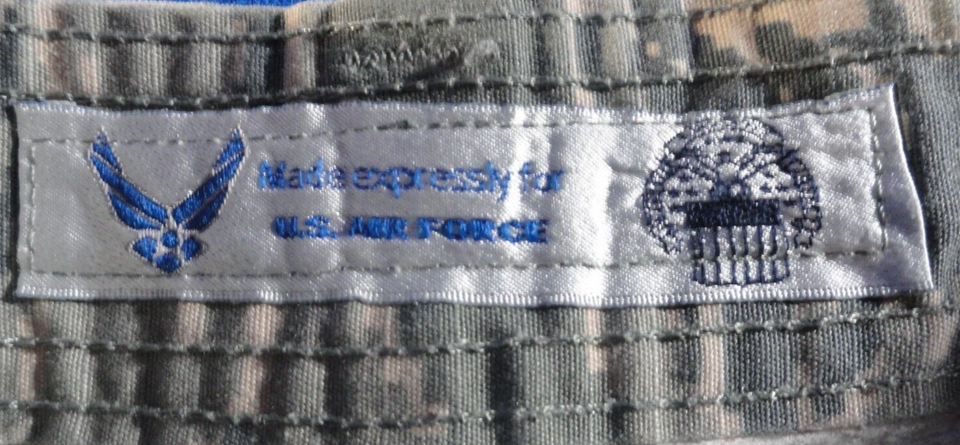 Made expressly for
U.S. AIR FORCE